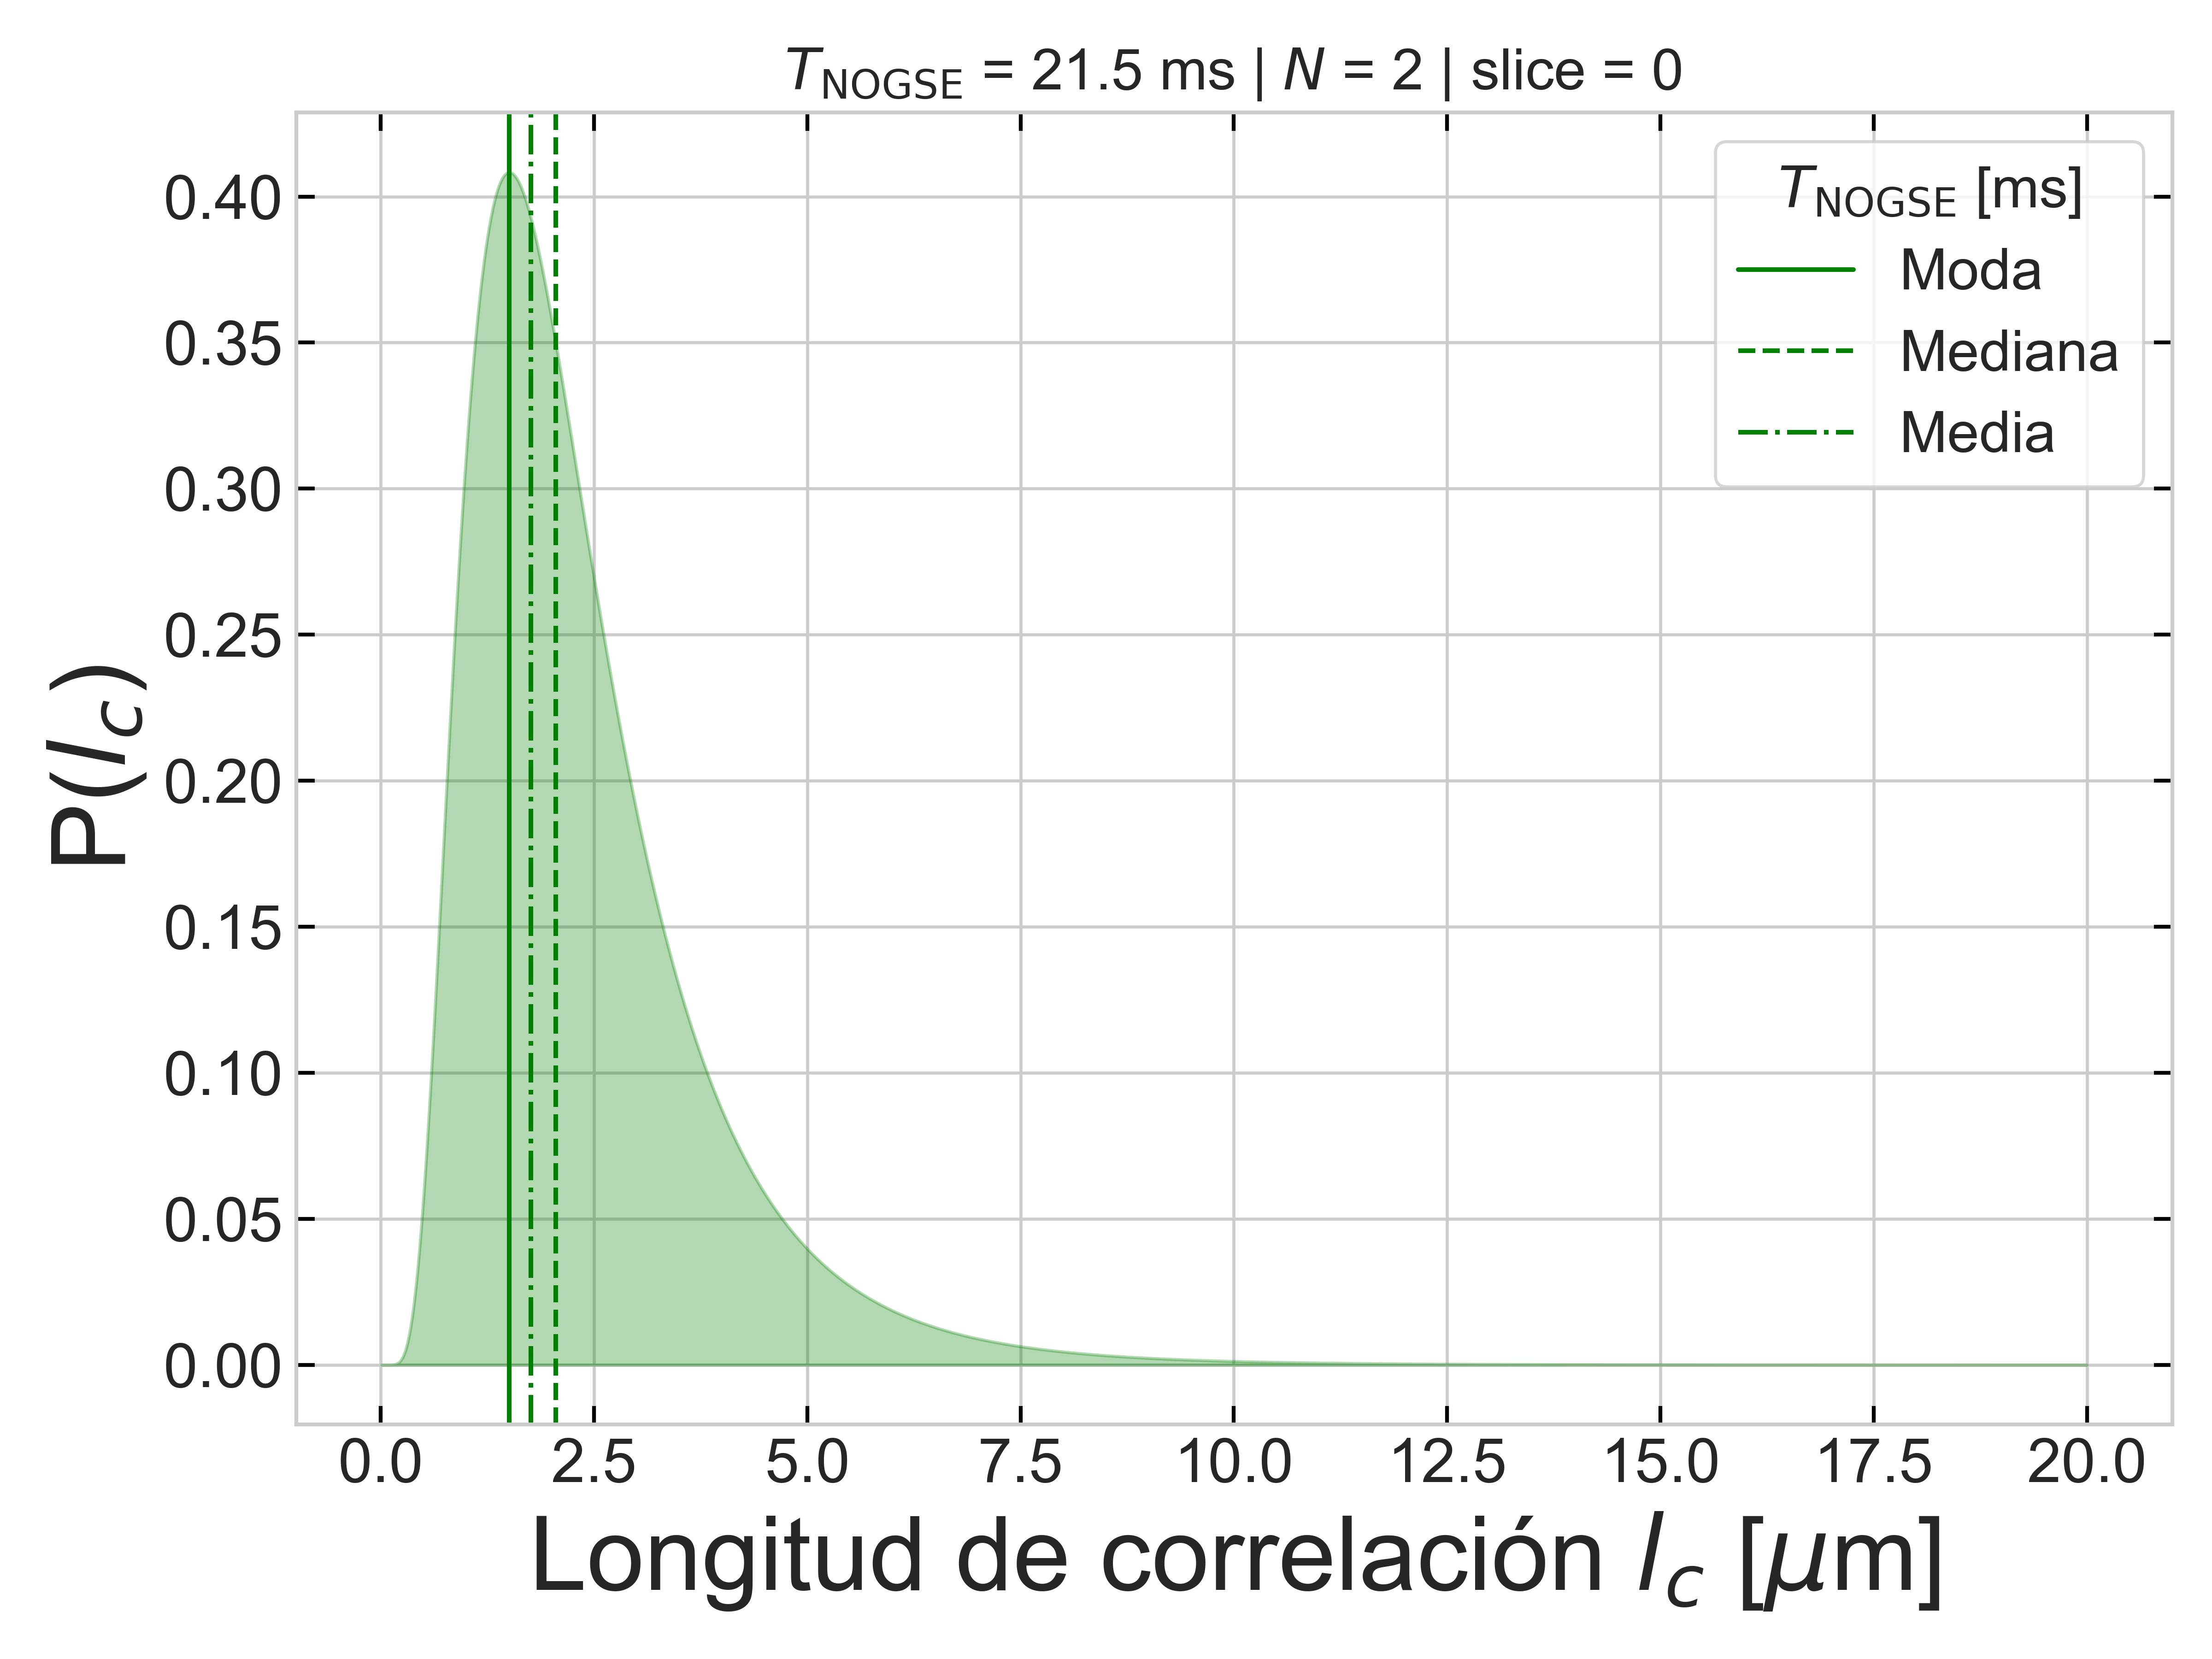 T_NOGSE = 21.5 ms | N = 2 | slice = 0
T_NOGSE [ms]
Moda
Mediana
Media
P(l_c)
0.40
0.35
0.30
0.25
0.20
0.15
0.10
0.05
0.00
0.0 2.5 5.0 7.5 10.0 12.5 15.0 17.5 20.0
Longitud de correlación l_c [μm]